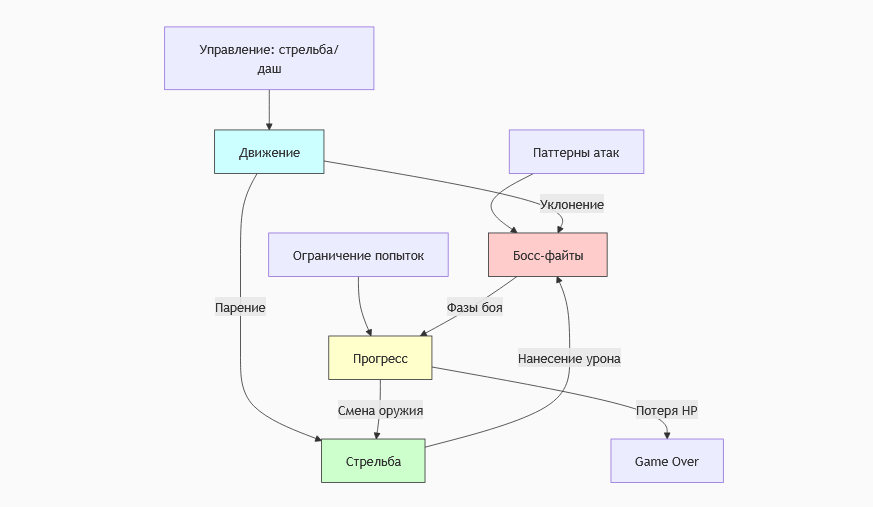 Управление: стрельба/
даш
Движение
Паттерны атак
Уклонение
Ограничение попыток
Босс-файты
Парение
Фазы боя
Прогресс
Нанесение урона
Смена оружия
Потеря HP
Стрельба
Game Over